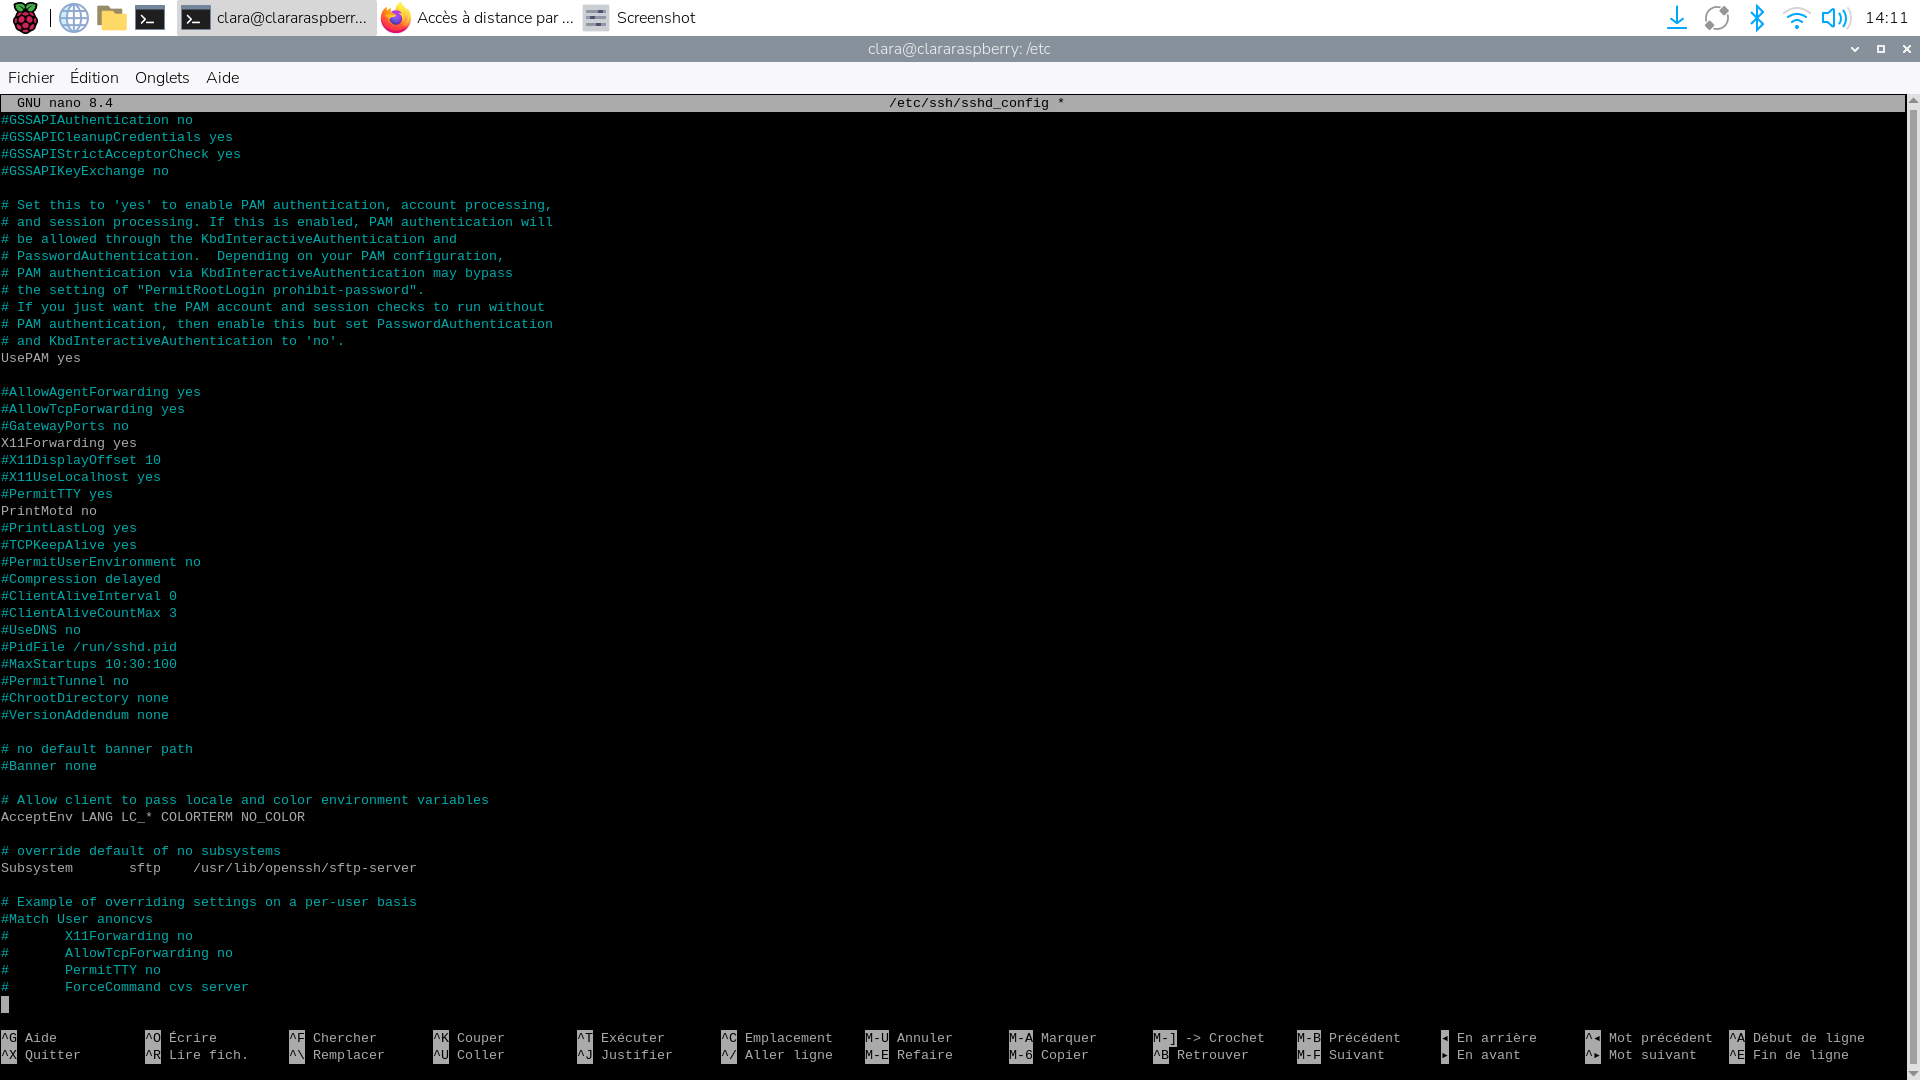 clara@clararaspberr... Accès à distance par ... Screenshot 14:11
clara@clararaspberry: /etc
Fichier Édition Onglets Aide
GNU nano 8.4 /etc/ssh/sshd_config *
#GSSAPIAuthentication no
#GSSAPICleanupCredentials yes
#GSSAPIStrictAcceptorCheck yes
#GSSAPIKeyExchange no
# Set this to 'yes' to enable PAM authentication, account processing,
# and session processing. If this is enabled, PAM authentication will
# be allowed through the KbdInteractiveAuthentication and
# PasswordAuthentication.  Depending on your PAM configuration,
# PAM authentication via KbdInteractiveAuthentication may bypass
# the setting of "PermitRootLogin prohibit-password".
# If you just want the PAM account and session checks to run without
# PAM authentication, then enable this but set PasswordAuthentication
# and KbdInteractiveAuthentication to 'no'.
UsePAM yes
#AllowAgentForwarding yes
#AllowTcpForwarding yes
#GatewayPorts no
X11Forwarding yes
#X11DisplayOffset 10
#X11UseLocalhost yes
#PermitTTY yes
PrintMotd no
#PrintLastLog yes
#TCPKeepAlive yes
#PermitUserEnvironment no
#Compression delayed
#ClientAliveInterval 0
#ClientAliveCountMax 3
#UseDNS no
#PidFile /run/sshd.pid
#MaxStartups 10:30:100
#PermitTunnel no
#ChrootDirectory none
#VersionAddendum none
# no default banner path
#Banner none
# Allow client to pass locale and color environment variables
AcceptEnv LANG LC_* COLORTERM NO_COLOR
# override default of no subsystems
Subsystem       sftp    /usr/lib/openssh/sftp-server
# Example of overriding settings on a per-user basis
#Match User anoncvs
#       X11Forwarding no
#       AllowTcpForwarding no
#       PermitTTY no
#       ForceCommand cvs server
^G Aide ^O Écrire ^F Chercher ^K Couper ^T Exécuter ^C Emplacement M-U Annuler M-A Marquer M-] -> Crochet M-B Précédent ◂ En arrière ^◂ Mot précédent ^A Début de ligne
^X Quitter ^R Lire fich. ^\ Remplacer ^U Coller ^J Justifier ^/ Aller ligne M-E Refaire M-6 Copier ^B Retrouver M-F Suivant ▸ En avant ^▸ Mot suivant ^E Fin de ligne